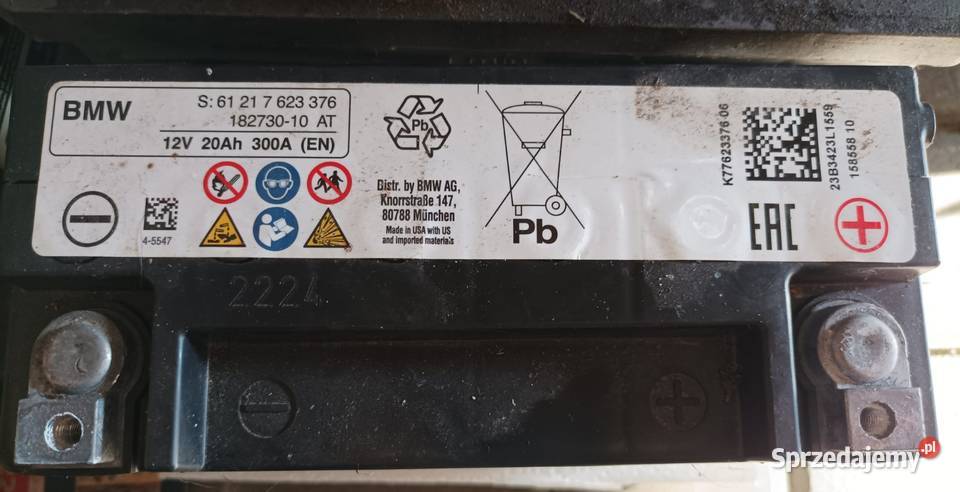 BMW
S: 61 21 7 623 376
182730-10 AT
12V 20Ah 300A (EN)
4-5547
Pb
Distr. by BMW AG,
Knorrstraße 147,
80788 München
Made in USA with US
and imported materials
Pb
K77623376 06
23B3423L1559
158558 10
EAC
2224
Sprzedajemy.pl